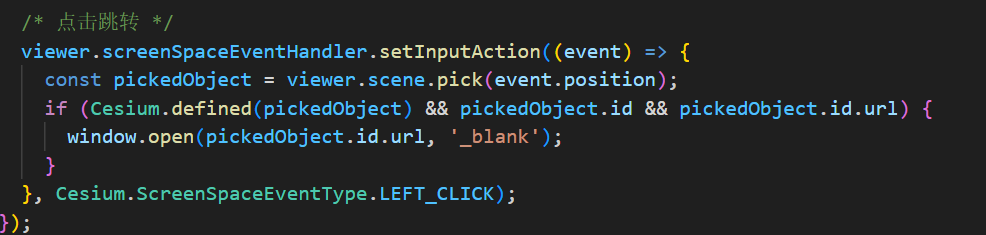 /* 点击跳转 */
viewer.screenSpaceEventHandler.setInputAction((event) => {
const pickedObject = viewer.scene.pick(event.position);
if (Cesium.defined(pickedObject) && pickedObject.id && pickedObject.id.url) {
window.open(pickedObject.id.url, '_blank');
}
}, Cesium.ScreenSpaceEventType.LEFT_CLICK);
});